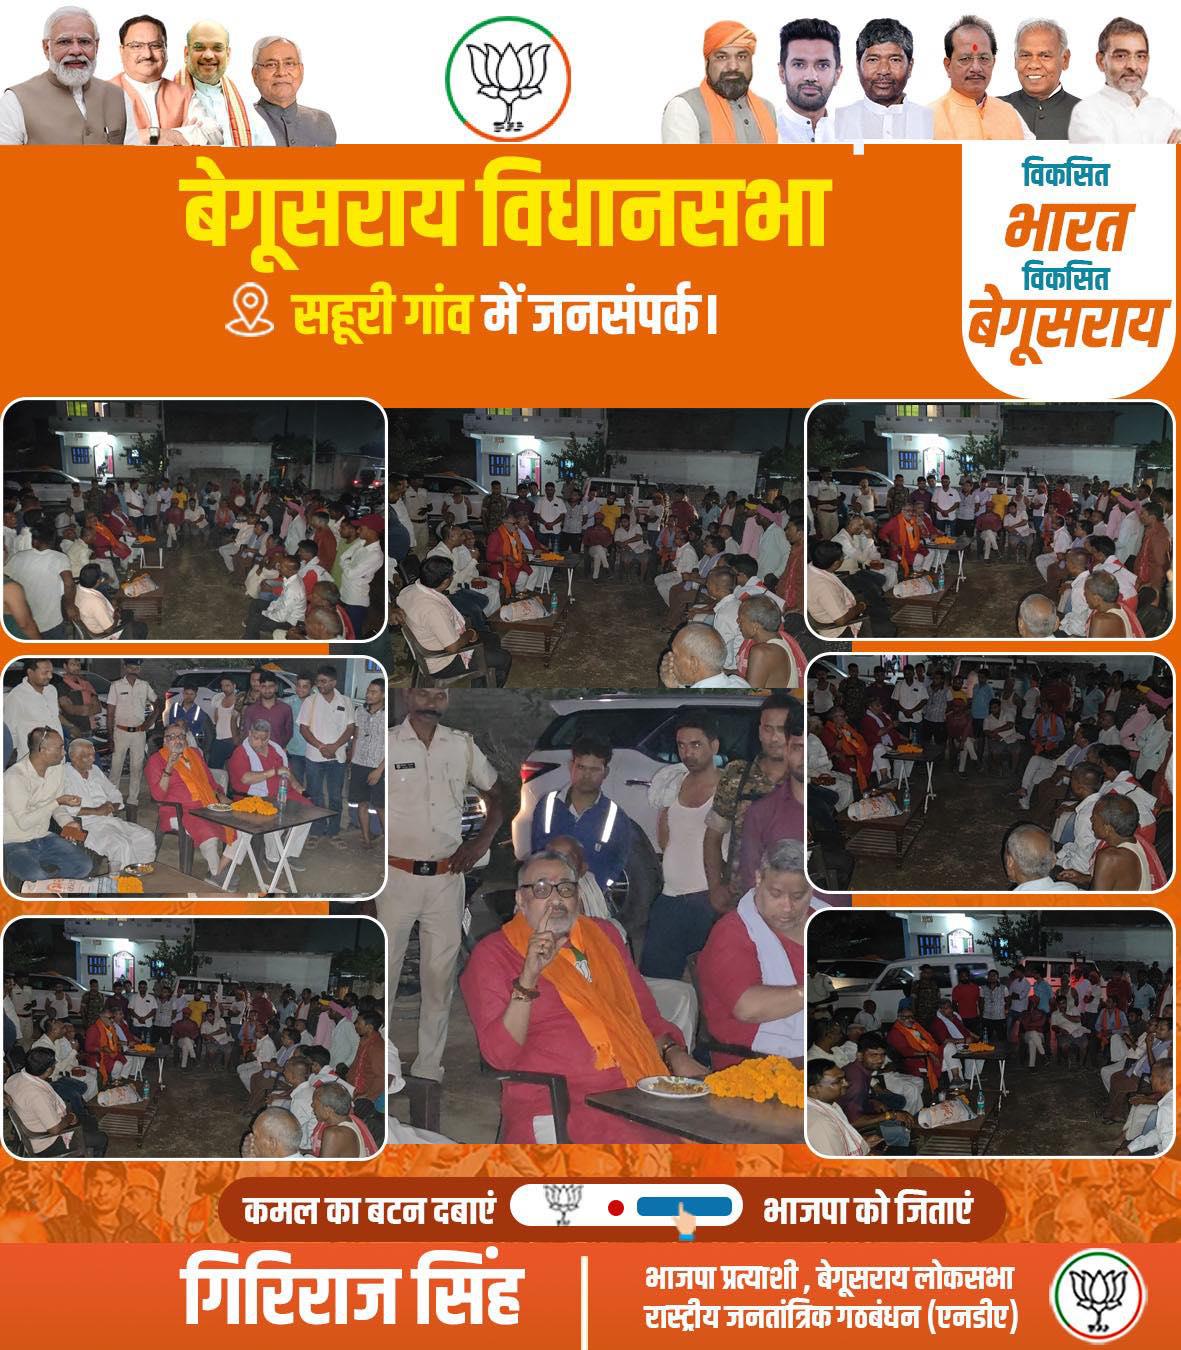 विकसित
भारत
विकसित
बेगूसराय
बेगूसराय विधानसभा
सहूरी गांव में जनसंपर्क।
कमल का बटन दबाएं
भाजपा को जिताएं
गिरिराज सिंह
भाजपा प्रत्याशी , बेगूसराय लोकसभा
रास्ट्रीय जनतांत्रिक गठबंधन (एनडीए)